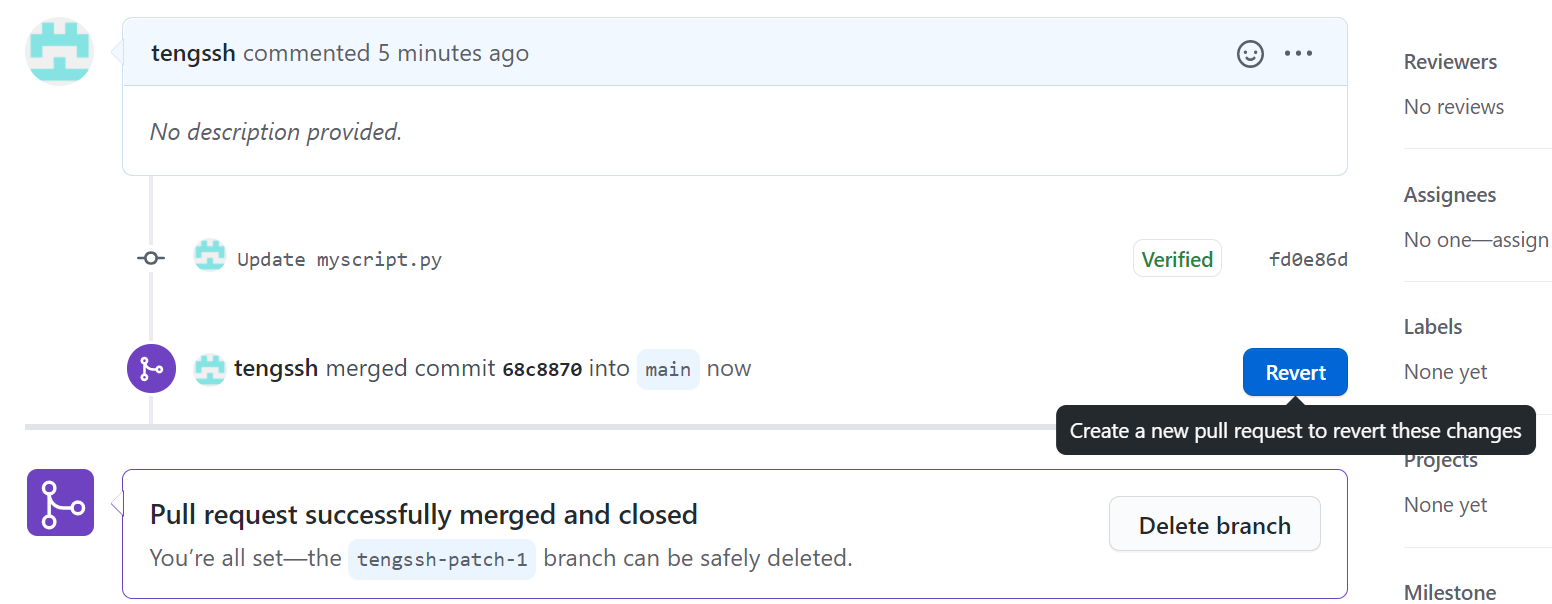 tengssh commented 5 minutes ago
No description provided.
Update myscript.py Verified fd0e86d
tengssh merged commit 68c8870 into main now
Revert
Create a new pull request to revert these changes
Pull request successfully merged and closed
You’re all set—the tengssh-patch-1 branch can be safely deleted.
Delete branch
Reviewers
No reviews
Assignees
No one—assign
Labels
None yet
Projects
None yet
Milestone